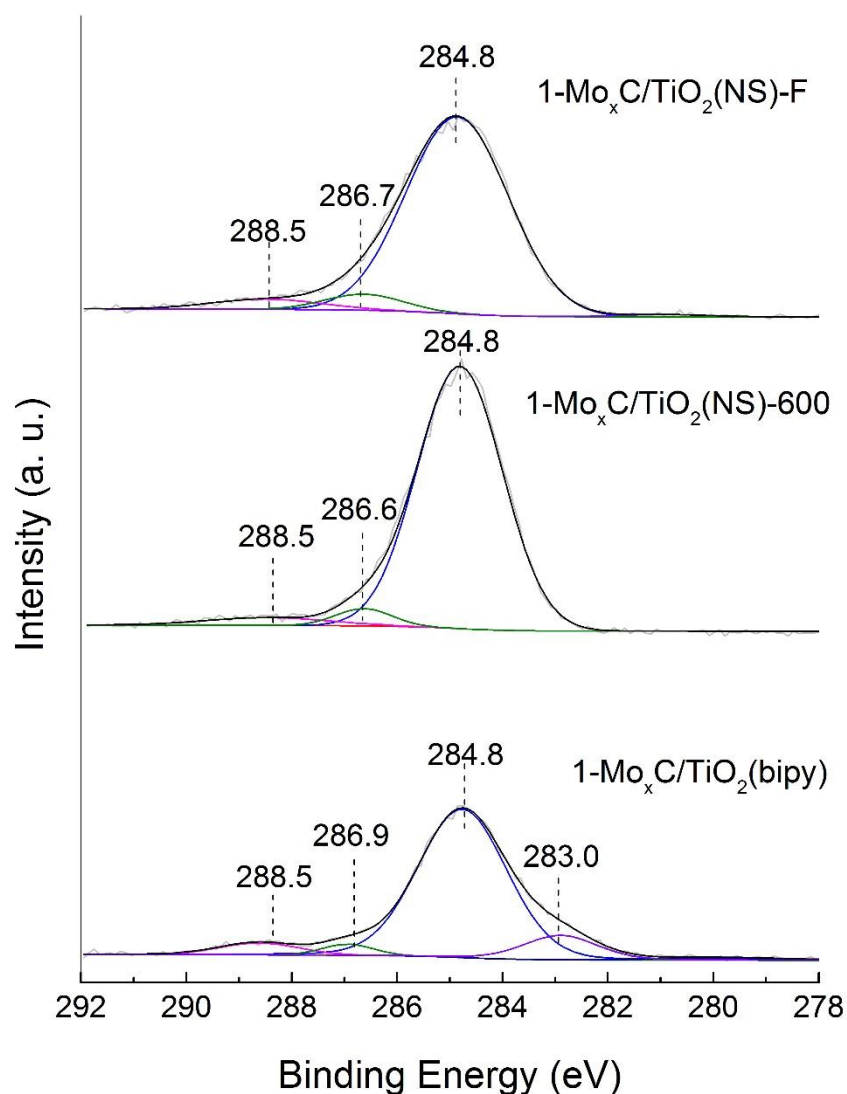 284.8
1-MoₓC/TiO₂(NS)-F
286.7
288.5
284.8
1-MoₓC/TiO₂(NS)-600
286.6
288.5
284.8
1-MoₓC/TiO₂(bipy)
286.9
283.0
288.5
Intensity (a. u.)
292 290 288 286 284 282 280 278
Binding Energy (eV)